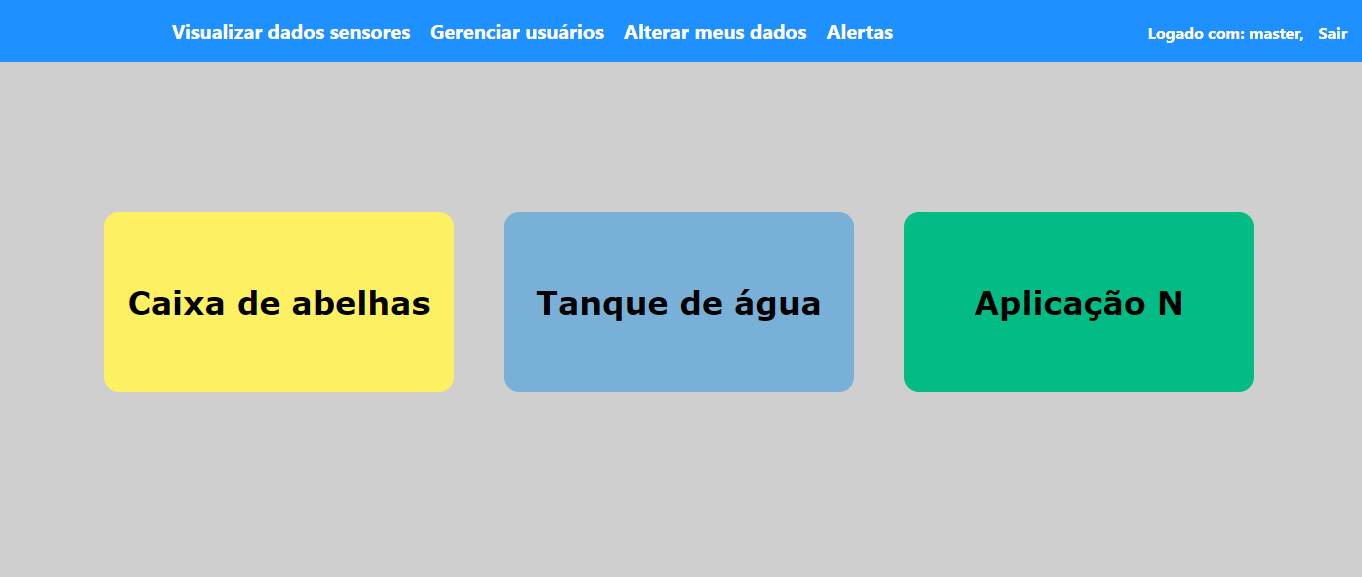 Visualizar dados sensores Gerenciar usuários Alterar meus dados Alertas Logado com: master, Sair
Caixa de abelhas Tanque de água Aplicação N